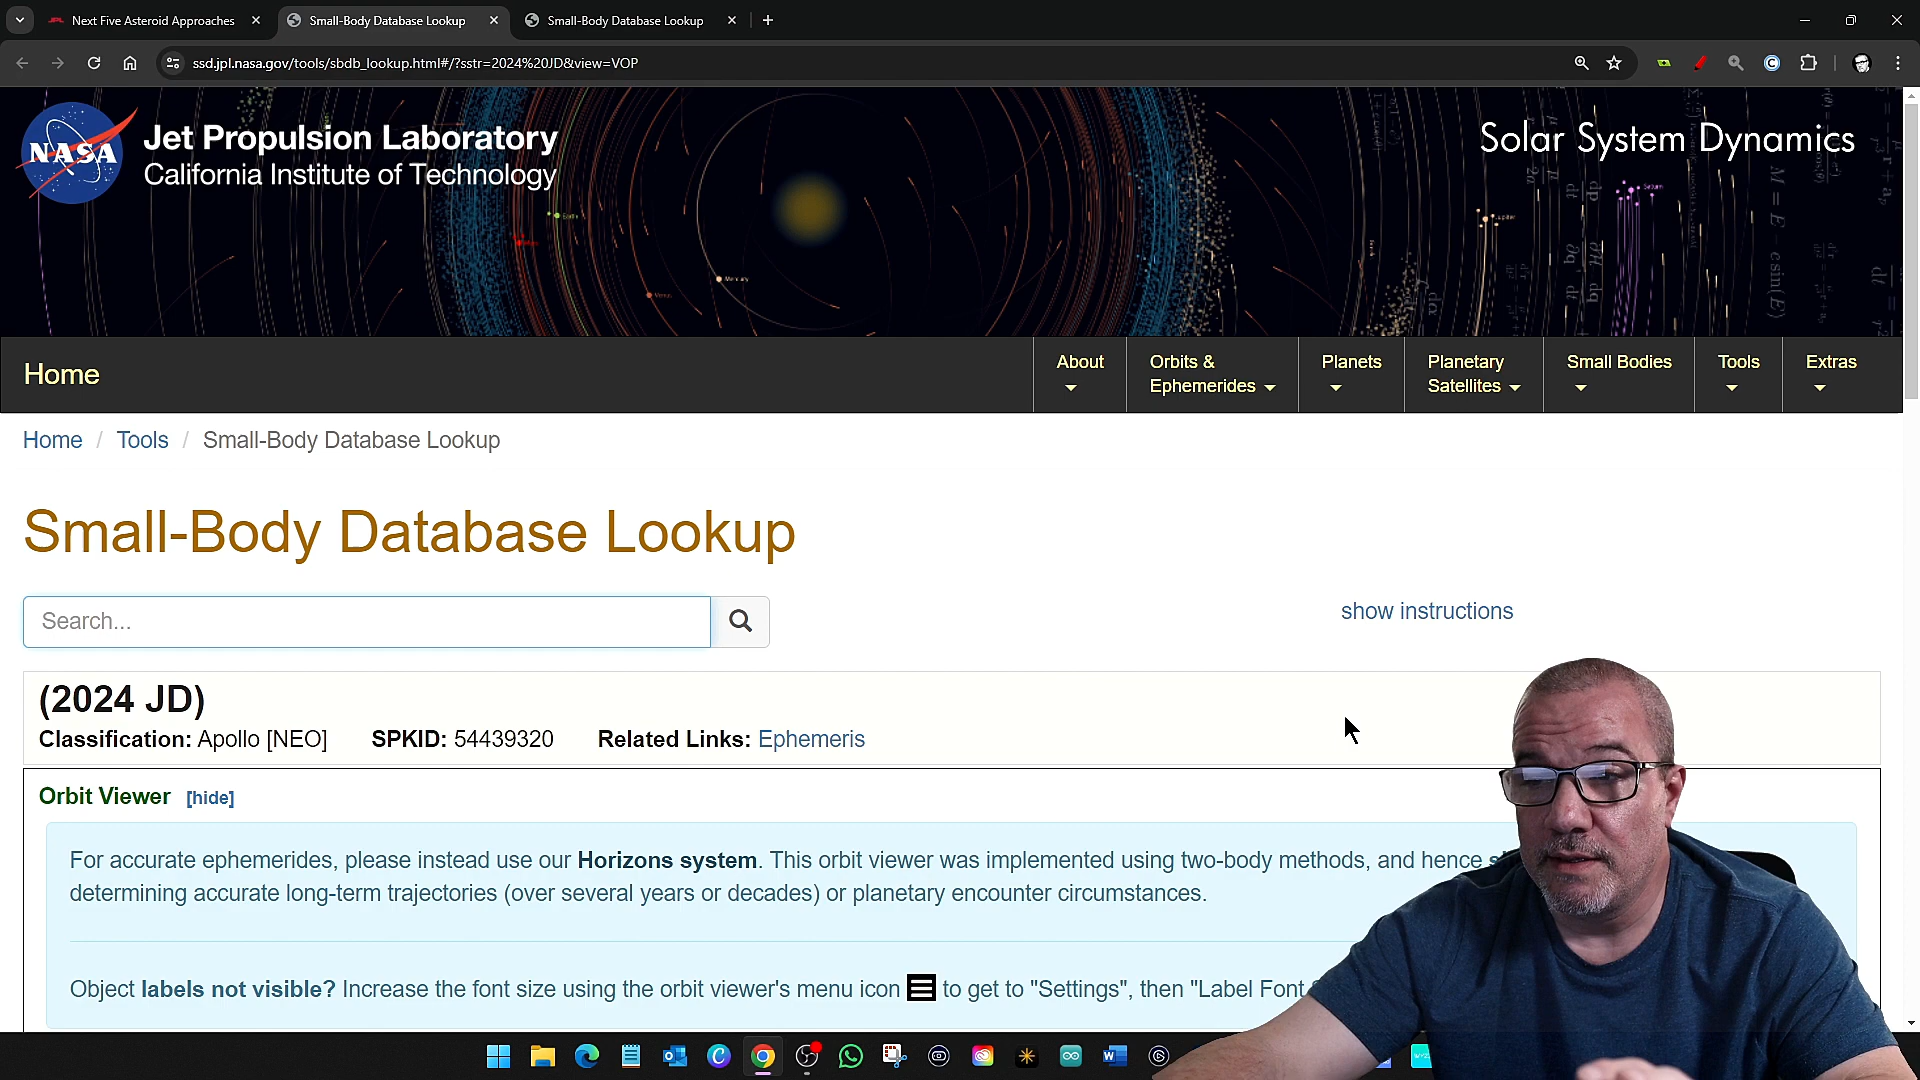 Next Five Asteroid Approaches
Small-Body Database Lookup
Small-Body Database Lookup
ssd.jpl.nasa.gov/tools/sbdb_lookup.html#/?sstr=2024%20JD&view=VOP
NASA
Jet Propulsion Laboratory
California Institute of Technology
Solar System Dynamics
Home
About
Orbits &
Ephemerides
Planets
Planetary
Satellites
Small Bodies
Tools
Extras
Home / Tools / Small-Body Database Lookup
Small-Body Database Lookup
Search...
show instructions
(2024 JD)
Classification: Apollo [NEO] SPKID: 54439320 Related Links: Ephemeris
Orbit Viewer [hide]
For accurate ephemerides, please instead use our Horizons system. This orbit viewer was implemented using two-body methods, and hence
determining accurate long-term trajectories (over several years or decades) or planetary encounter circumstances.
Object labels not visible? Increase the font size using the orbit viewer's menu icon to get to "Settings", then "Label Font